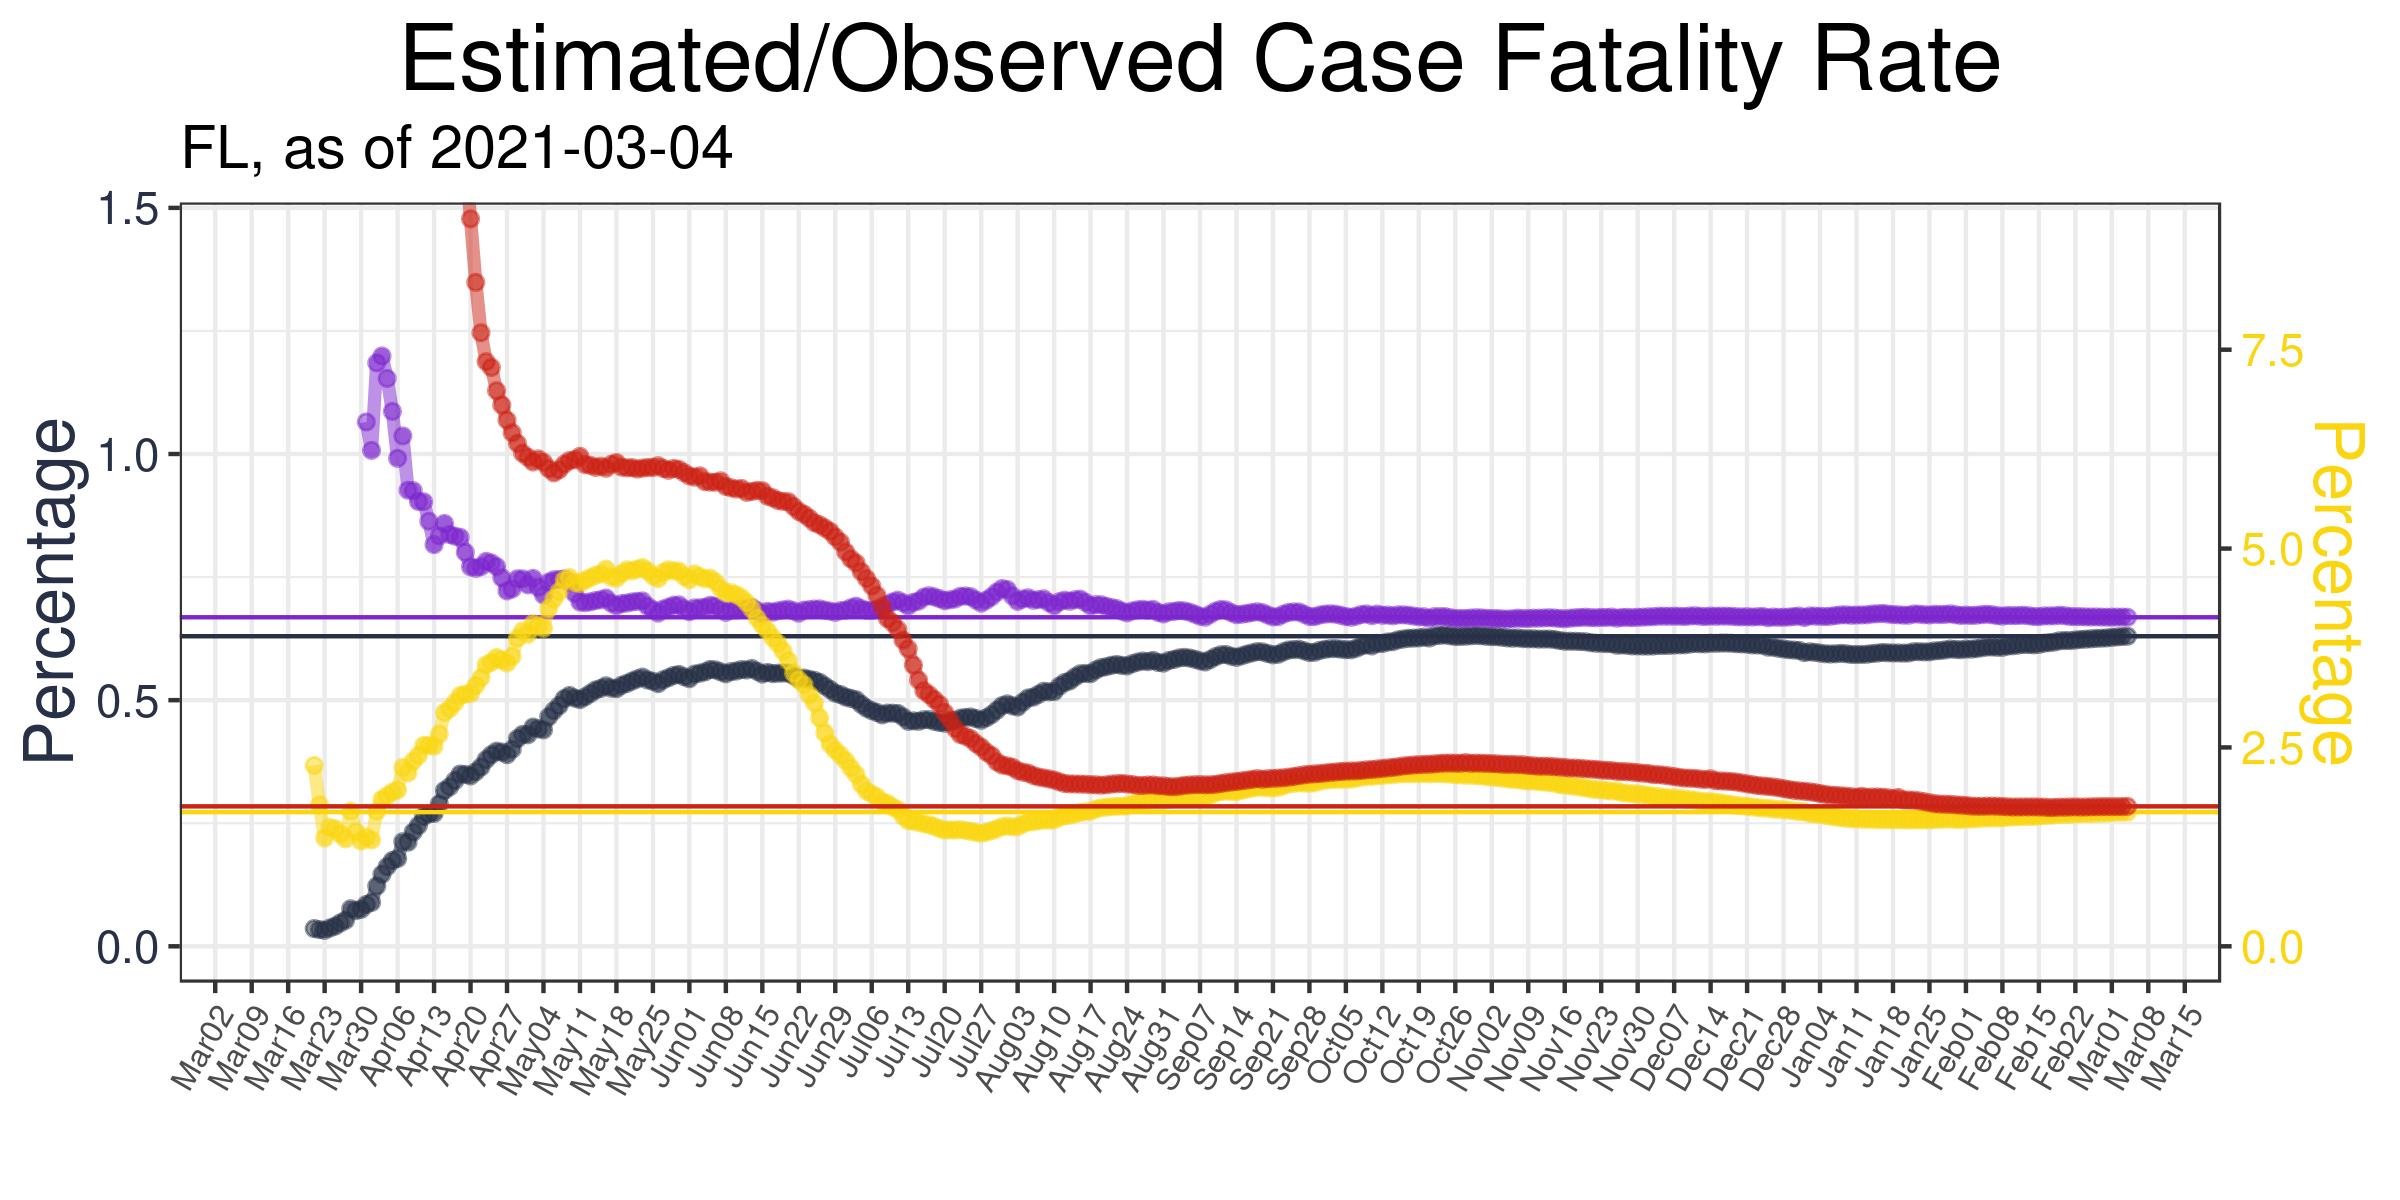 Estimated/Observed Case Fatality Rate
FL, as of 2021-03-04
Percentage
1.5
1.0
0.5
0.0
7.5
5.0
2.5
0.0
Percentage
Mar02
Mar09
Mar16
Mar23
Mar30
Apr06
Apr13
Apr20
Apr27
May04
May11
May18
May25
Jun01
Jun08
Jun15
Jun22
Jun29
Jul06
Jul13
Jul20
Jul27
Aug03
Aug10
Aug17
Aug24
Aug31
Sep07
Sep14
Sep21
Sep28
Oct05
Oct12
Oct19
Oct26
Nov02
Nov09
Nov16
Nov23
Nov30
Dec07
Dec14
Dec21
Dec28
Dec04
Jan11
Jan18
Jan25
Feb01
Feb08
Feb15
Feb22
Mar01
Mar08
Mar15